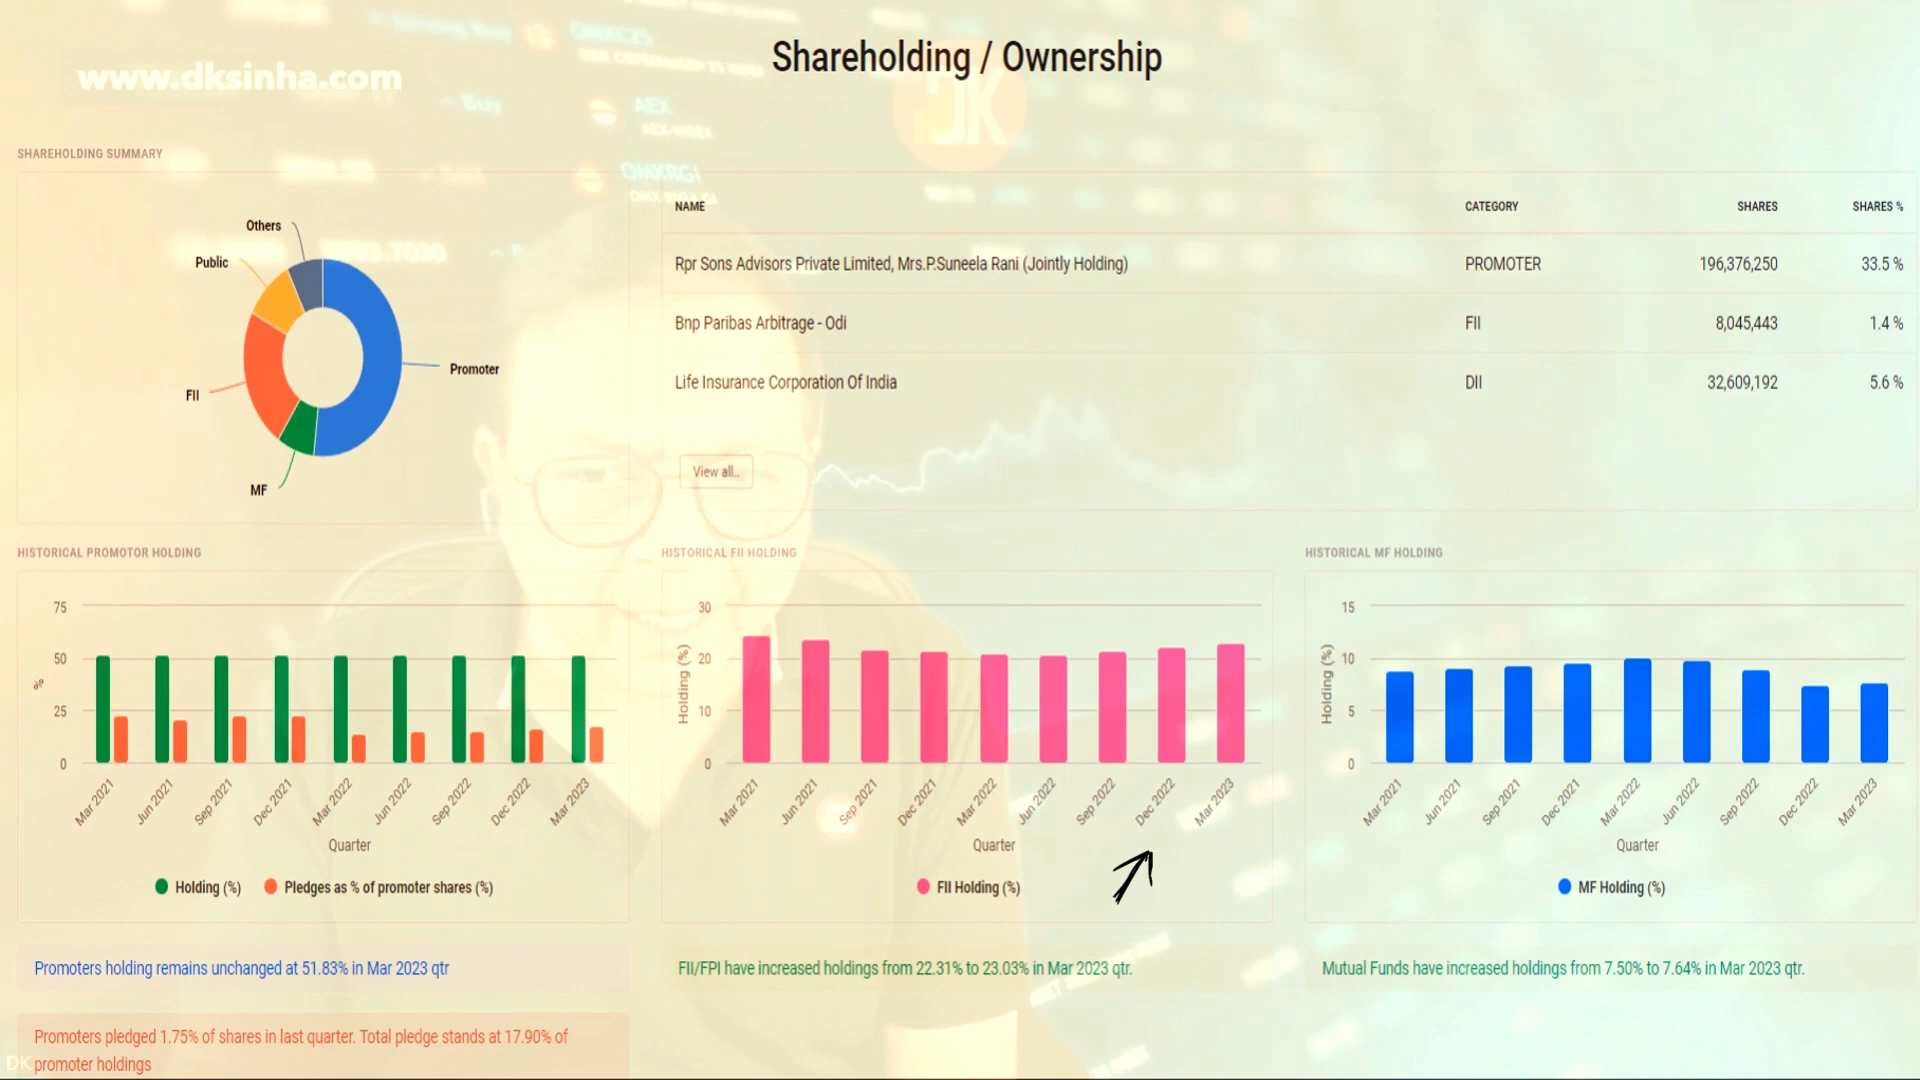 Shareholding / Ownership
www.dksinha.com
DK
SHAREHOLDING SUMMARY
Others
Public
Promoter
FII
MF
NAME CATEGORY SHARES SHARES %
Rpr Sons Advisors Private Limited, Mrs.P.Suneela Rani (Jointly Holding) PROMOTER 196,376,250 33.5 %
Bnp Paribas Arbitrage - Odi FII 8,045,443 1.4 %
Life Insurance Corporation Of India DII 32,609,192 5.6 %
View all..
HISTORICAL PROMOTOR HOLDING
75
50
25
0
%
Mar 2021 Jun 2021 Sep 2021 Dec 2021 Mar 2022 Jun 2022 Sep 2022 Dec 2022 Mar 2023
Quarter
Holding (%) Pledges as % of promoter shares (%)
HISTORICAL FII HOLDING
30
20
10
0
Holding (%)
Mar 2021 Jun 2021 Sep 2021 Dec 2021 Mar 2022 Jun 2022 Sep 2022 Dec 2022 Mar 2023
Quarter
FII Holding (%)
HISTORICAL MF HOLDING
15
10
5
0
Holding (%)
Mar 2021 Jun 2021 Sep 2021 Dec 2021 Mar 2022 Jun 2022 Sep 2022 Dec 2022 Mar 2023
Quarter
MF Holding (%)
Promoters holding remains unchanged at 51.83% in Mar 2023 qtr
FII/FPI have increased holdings from 22.31% to 23.03% in Mar 2023 qtr.
Mutual Funds have increased holdings from 7.50% to 7.64% in Mar 2023 qtr.
Promoters pledged 1.75% of shares in last quarter. Total pledge stands at 17.90% of
promoter holdings
DK
Buy
AEX
AEX-INDEX
OMXRGI